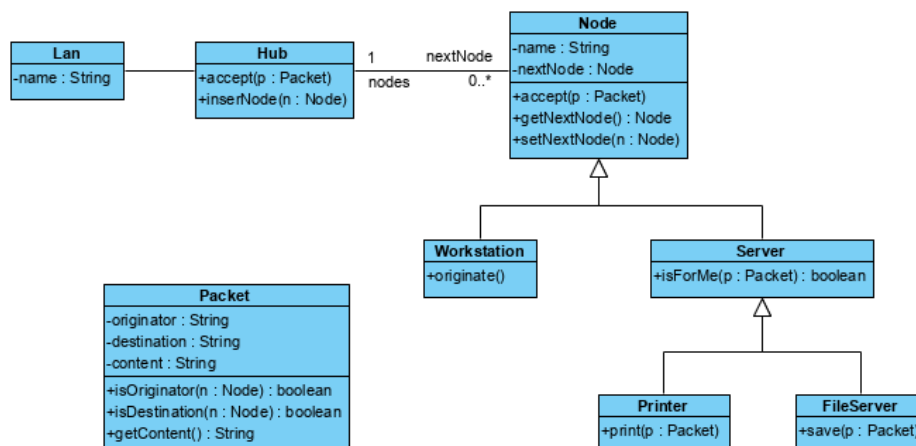 Lan
-name : String
Hub
+accept(p : Packet)
+inserNode(n : Node)
1
nodes
nextNode
0..*
Node
-name : String
-nextNode : Node
+accept(p : Packet)
+getNextNode() : Node
+setNextNode(n : Node)
Workstation
+originate()
Server
+isForMe(p : Packet) : boolean
Packet
-originator : String
-destination : String
-content : String
+isOriginator(n : Node) : boolean
+isDestination(n : Node) : boolean
+getContent() : String
Printer
+print(p : Packet)
FileServer
+save(p : Packet)